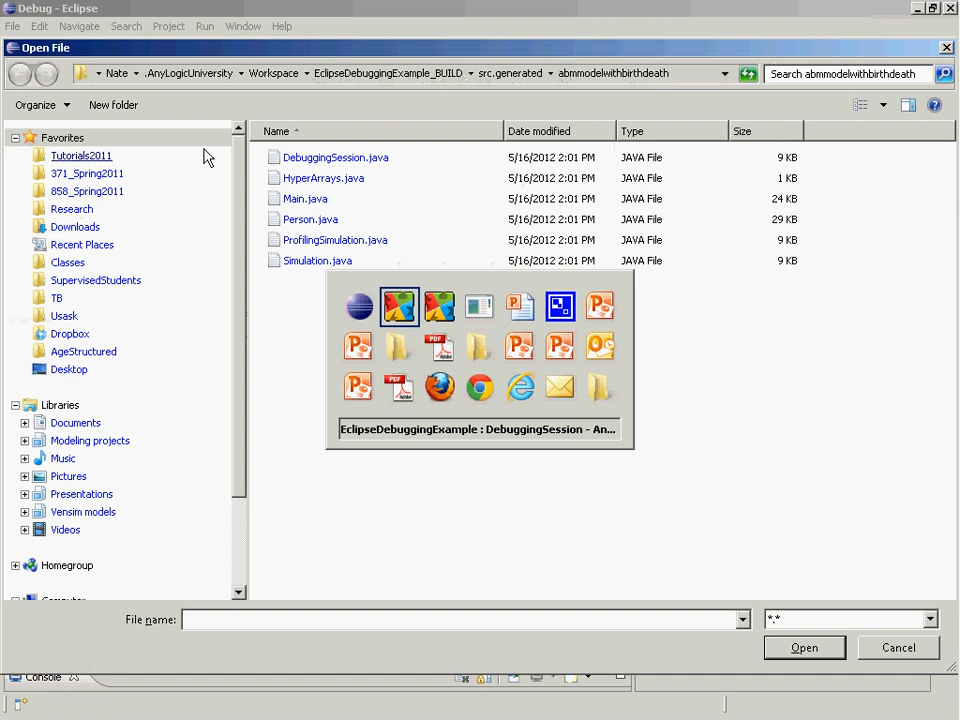 Debug - Eclipse
File Edit Navigate Search Project Run Window Help
Open File
Nate .AnyLogicUniversity Workspace EclipseDebuggingExample_BUILD src.generated abmmodelwithbirthdeath Search abmmodelwithbirthdeath
Organize New folder
Favorites
Tutorials2011
371_Spring2011
858_Spring2011
Research
Downloads
Recent Places
Classes
SupervisedStudents
TB
Usask
Dropbox
AgeStructured
Desktop
Libraries
Documents
Modeling projects
Music
Pictures
Presentations
Vensim models
Videos
Homegroup
Computer
Name Date modified Type Size
DebuggingSession.java 5/16/2012 2:01 PM JAVA File 9 KB
HyperArrays.java 5/16/2012 2:01 PM JAVA File 1 KB
Main.java 5/16/2012 2:01 PM JAVA File 24 KB
Person.java 5/16/2012 2:01 PM JAVA File 29 KB
ProfilingSimulation.java 5/16/2012 2:01 PM JAVA File 9 KB
Simulation.java 5/16/2012 2:01 PM JAVA File 9 KB
EclipseDebuggingExample : DebuggingSession - An...
File name: *.*
Open Cancel
Console